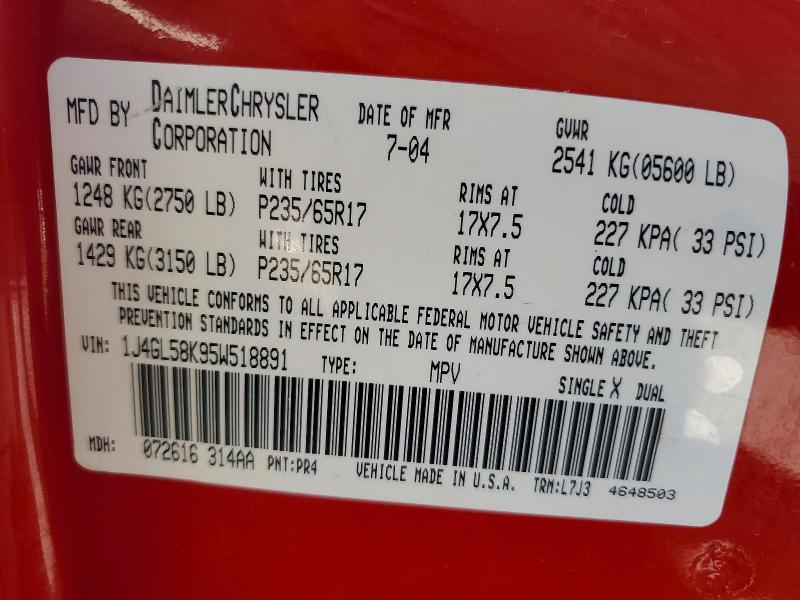 MFD BY DAIMLERCHRYSLER CORPORATION DATE OF MFR 7-04 GVWR 2541 KG(05600 LB)
GAWR FRONT WITH TIRES RIMS AT COLD
1248 KG(2750 LB) P235/65R17 17X7.5 227 KPA( 33 PSI)
GAWR REAR WITH TIRES RIMS AT COLD
1429 KG(3150 LB) P235/65R17 17X7.5 227 KPA( 33 PSI)
THIS VEHICLE CONFORMS TO ALL APPLICABLE FEDERAL MOTOR VEHICLE SAFETY AND THEFT
PREVENTION STANDARDS IN EFFECT ON THE DATE OF MANUFACTURE SHOWN ABOVE.
VIN: 1J4GL58K95W518891 TYPE: MPV SINGLE X DUAL
MDH: 072616 314AA PNT:PR4 VEHICLE MADE IN U.S.A. TRM:L7J3 4648503